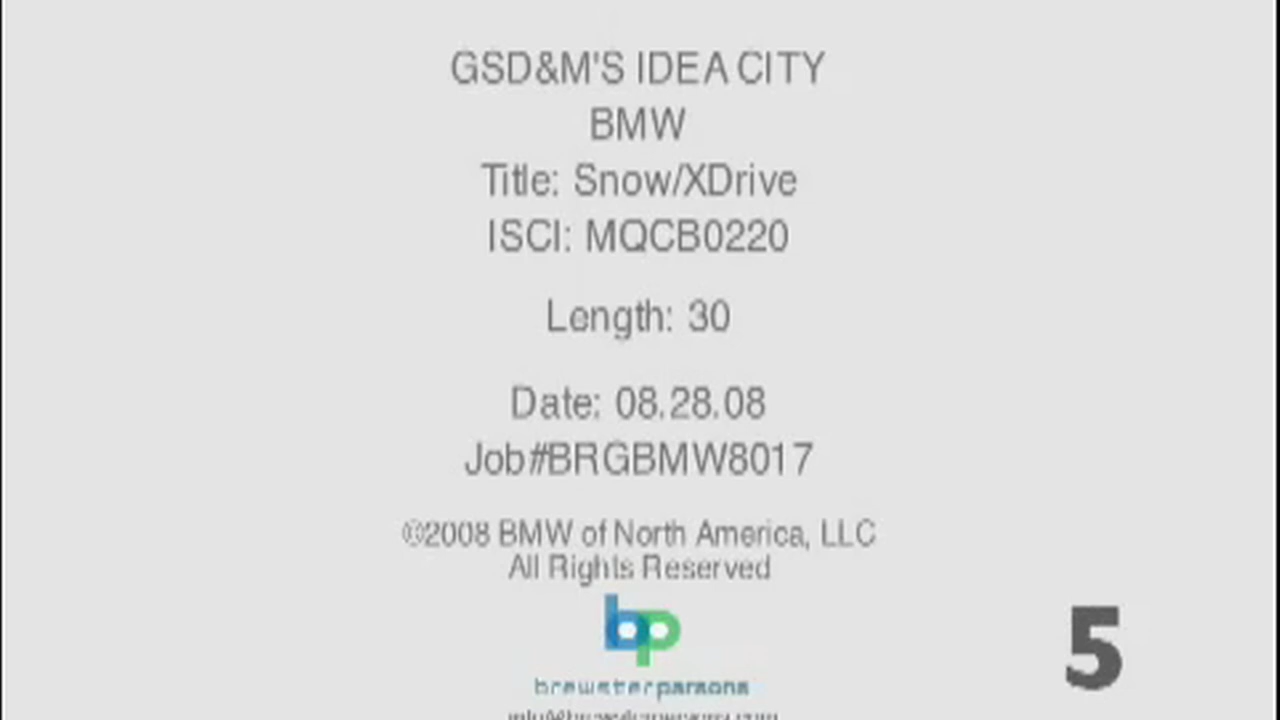 GSD&M'S IDEA CITY
BMW
Title: Snow/XDrive
ISCI: MQCB0220
Length: 30
Date: 08.28.08
Job#BRGBMW8017
©2008 BMW of North America, LLC
All Rights Reserved
bp
brewsterparsons
5